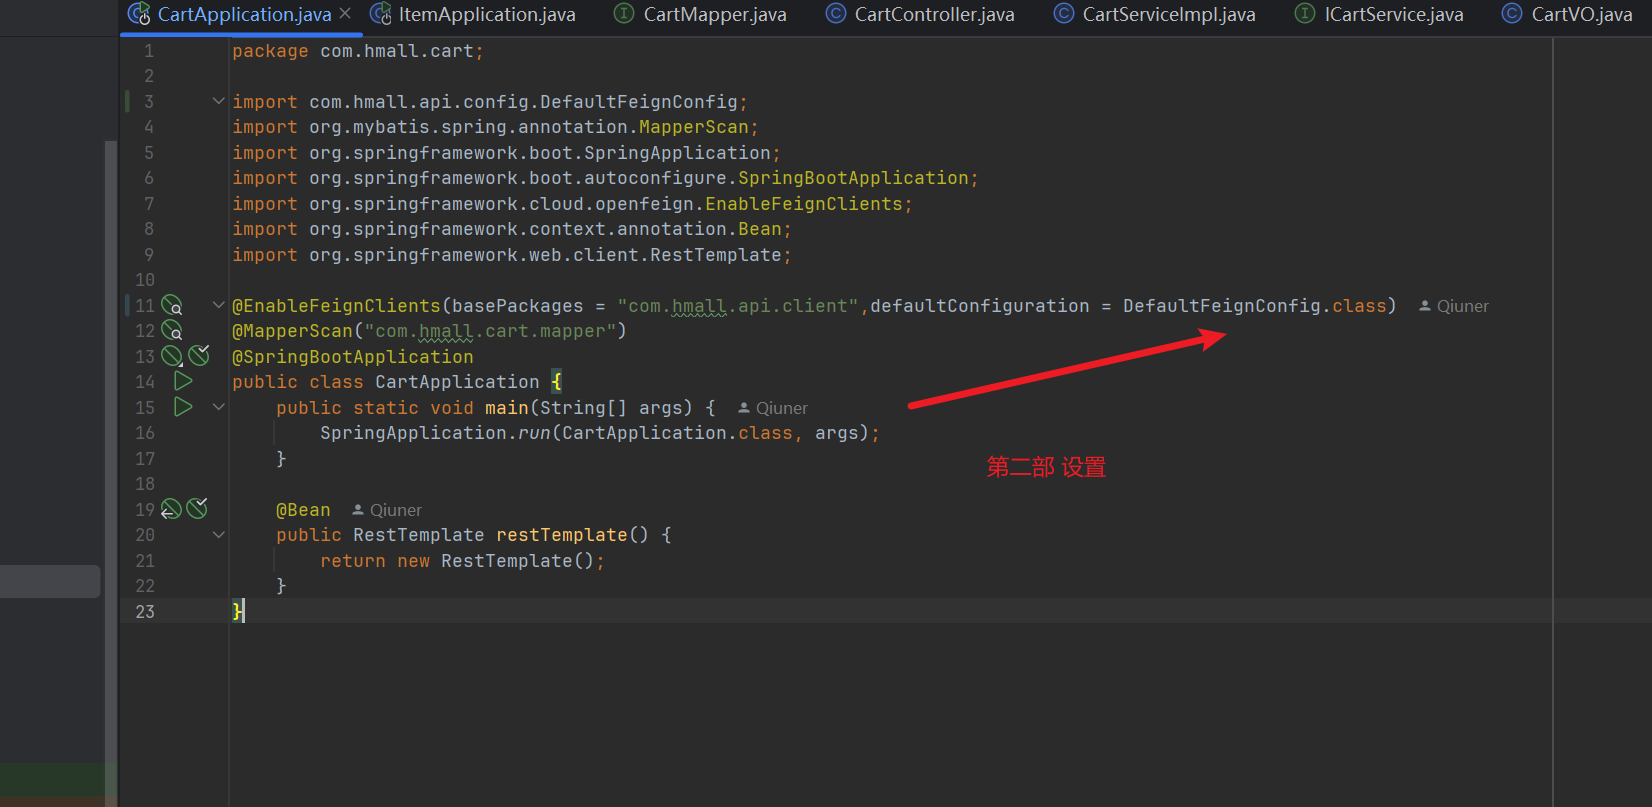 CartApplication.java ItemApplication.java CartMapper.java CartController.java CartServiceImpl.java ICartService.java CartVO.java
1 package com.hmall.cart;
2
3 import com.hmall.api.config.DefaultFeignConfig;
4 import org.mybatis.spring.annotation.MapperScan;
5 import org.springframework.boot.SpringApplication;
6 import org.springframework.boot.autoconfigure.SpringBootApplication;
7 import org.springframework.cloud.openfeign.EnableFeignClients;
8 import org.springframework.context.annotation.Bean;
9 import org.springframework.web.client.RestTemplate;
10
11 @EnableFeignClients(basePackages = "com.hmall.api.client",defaultConfiguration = DefaultFeignConfig.class) Qiuner
12 @MapperScan("com.hmall.cart.mapper")
13 @SpringBootApplication
14 public class CartApplication {
15 public static void main(String[] args) { Qiuner
16 SpringApplication.run(CartApplication.class, args);
17 }
第二部 设置
18
19 @Bean Qiuner
20 public RestTemplate restTemplate() {
21 return new RestTemplate();
22 }
23 }